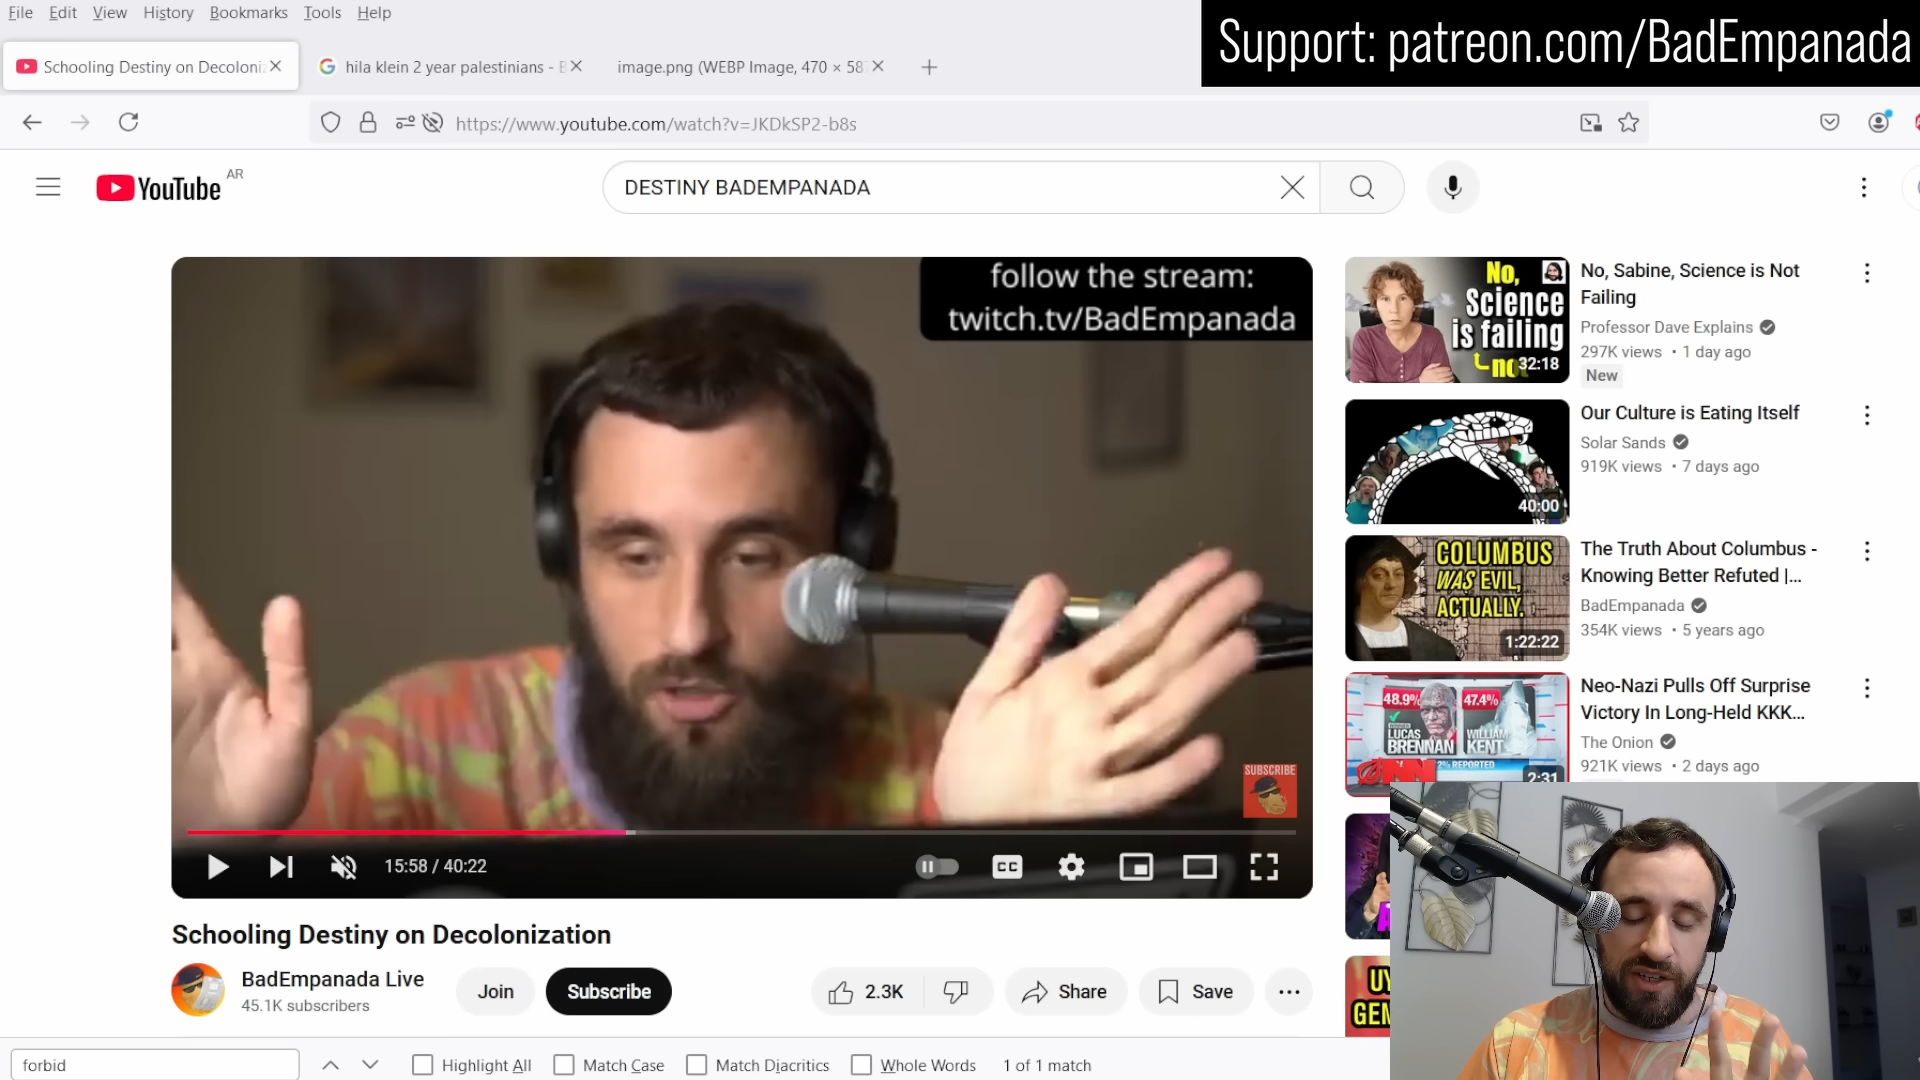 File Edit View History Bookmarks Tools Help
Support: patreon.com/BadEmpanada
Schooling Destiny on Decoloni
hila klein 2 year palestinians -
image.png (WEBP Image, 470 × 58
https://www.youtube.com/watch?v=JKDkSP2-b8s
YouTube AR
DESTINY BADEMPANADA
follow the stream:
twitch.tv/BadEmpanada
SUBSCRIBE
15:58 / 40:22
CC
Schooling Destiny on Decolonization
BadEmpanada Live
45.1K subscribers
Join
Subscribe
2.3K
Share
Save
No,
Science
is failing
no
32:18
No, Sabine, Science is Not
Failing
Professor Dave Explains
297K views • 1 day ago
New
40:00
Our Culture is Eating Itself
Solar Sands
919K views • 7 days ago
COLUMBUS
WAS EVIL,
ACTUALLY.
1:22:22
The Truth About Columbus -
Knowing Better Refuted |...
BadEmpanada
354K views • 5 years ago
48.9%
47.4%
LUCAS
BRENNAN
WILLIAM
KENT
2% REPORTED
2:31
Neo-Nazi Pulls Off Surprise
Victory In Long-Held KKK...
The Onion
921K views • 2 days ago
forbid
Highlight All
Match Case
Match Diacritics
Whole Words
1 of 1 match